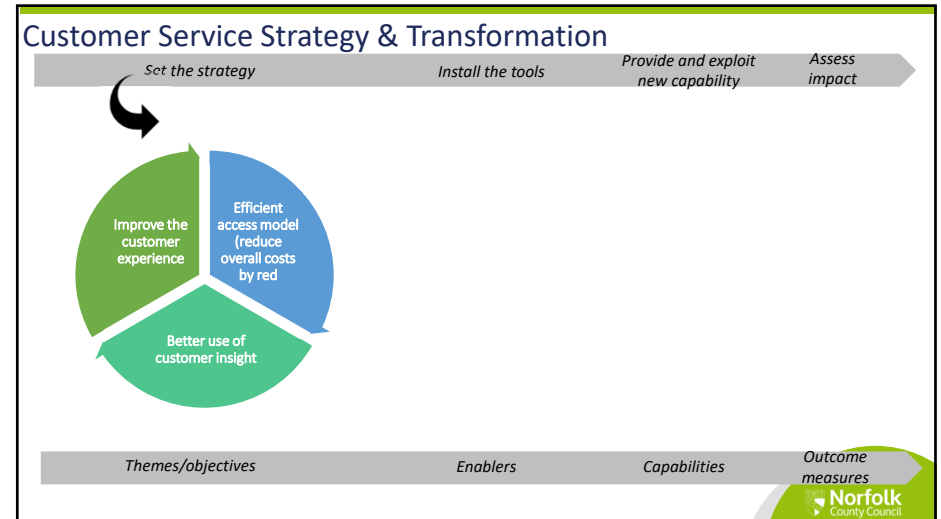 Customer Service Strategy & Transformation
Set the strategy
Install the tools
Provide and exploit
new capability
Assess
impact
Improve the
customer
experience
Efficient
access model
(reduce
overall costs
by red
Better use of
customer insight
Themes/objectives
Enablers
Capabilities
Outcome
measures
Norfolk
County Council